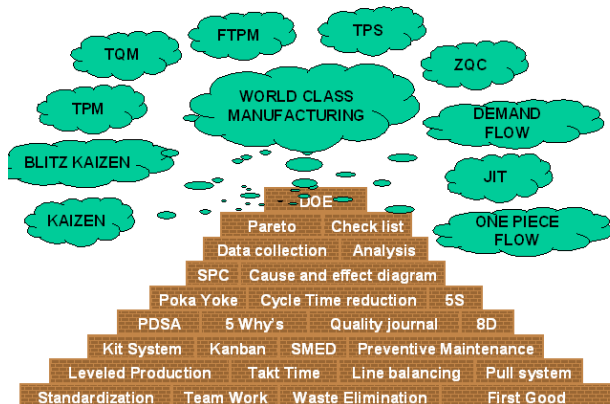 FTPM
TPS
TQM
ZQC
WORLD CLASS
MANUFACTURING
TPM
DEMAND
FLOW
BLITZ KAIZEN
JIT
KAIZEN
ONE PIECE
FLOW
DOE
Pareto Check list
Data collection Analysis
SPC Cause and effect diagram
Poka Yoke Cycle Time reduction 5S
PDSA 5 Why's Quality journal 8D
Kit System Kanban SMED Preventive Maintenance
Leveled Production Takt Time Line balancing Pull system
Standardization Team Work Waste Elimination First Good